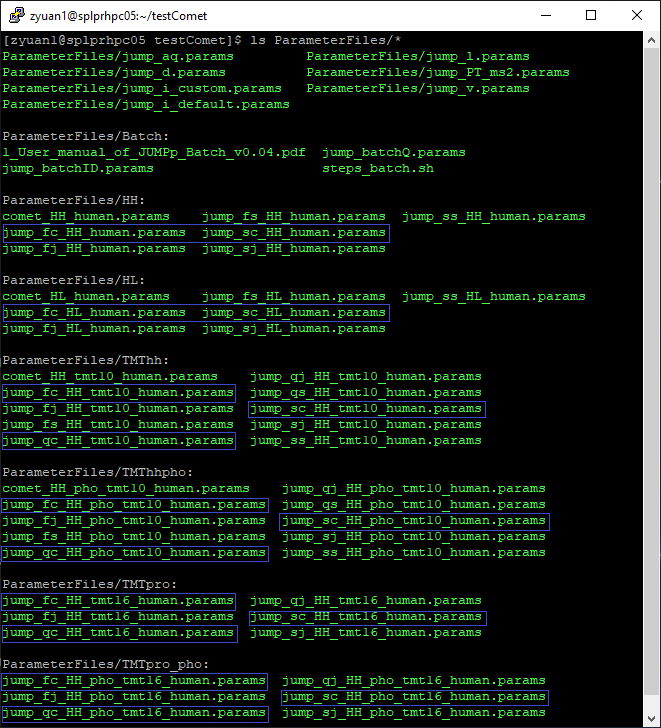 zyuan1@splprhpc05:~/testComet
[zyuan1@splprhpc05 testComet]$ ls ParameterFiles/*
ParameterFiles/jump_aq.params ParameterFiles/jump_l.params
ParameterFiles/jump_d.params ParameterFiles/jump_PT_ms2.params
ParameterFiles/jump_i_custom.params ParameterFiles/jump_v.params
ParameterFiles/jump_i_default.params
ParameterFiles/Batch:
1_User_manual_of_JUMPp_Batch_v0.04.pdf jump_batchQ.params
jump_batchID.params steps_batch.sh
ParameterFiles/HH:
comet_HH_human.params jump_fs_HH_human.params jump_ss_HH_human.params
jump_fc_HH_human.params jump_sc_HH_human.params
jump_fj_HH_human.params jump_sj_HH_human.params
ParameterFiles/HL:
comet_HL_human.params jump_fs_HL_human.params jump_ss_HL_human.params
jump_fc_HL_human.params jump_sc_HL_human.params
jump_fj_HL_human.params jump_sj_HL_human.params
ParameterFiles/TMThh:
comet_HH_tmt10_human.params jump_qj_HH_tmt10_human.params
jump_fc_HH_tmt10_human.params jump_qs_HH_tmt10_human.params
jump_fj_HH_tmt10_human.params jump_sc_HH_tmt10_human.params
jump_fs_HH_tmt10_human.params jump_sj_HH_tmt10_human.params
jump_qc_HH_tmt10_human.params jump_ss_HH_tmt10_human.params
ParameterFiles/TMThhpho:
comet_HH_pho_tmt10_human.params jump_qj_HH_pho_tmt10_human.params
jump_fc_HH_pho_tmt10_human.params jump_qs_HH_pho_tmt10_human.params
jump_fj_HH_pho_tmt10_human.params jump_sc_HH_pho_tmt10_human.params
jump_fs_HH_pho_tmt10_human.params jump_sj_HH_pho_tmt10_human.params
jump_qc_HH_pho_tmt10_human.params jump_ss_HH_pho_tmt10_human.params
ParameterFiles/TMTpro:
jump_fc_HH_tmt16_human.params jump_qj_HH_tmt16_human.params
jump_fj_HH_tmt16_human.params jump_sc_HH_tmt16_human.params
jump_qc_HH_tmt16_human.params jump_sj_HH_tmt16_human.params
ParameterFiles/TMTpro_pho:
jump_fc_HH_pho_tmt16_human.params jump_qj_HH_pho_tmt16_human.params
jump_fj_HH_pho_tmt16_human.params jump_sc_HH_pho_tmt16_human.params
jump_qc_HH_pho_tmt16_human.params jump_sj_HH_pho_tmt16_human.params